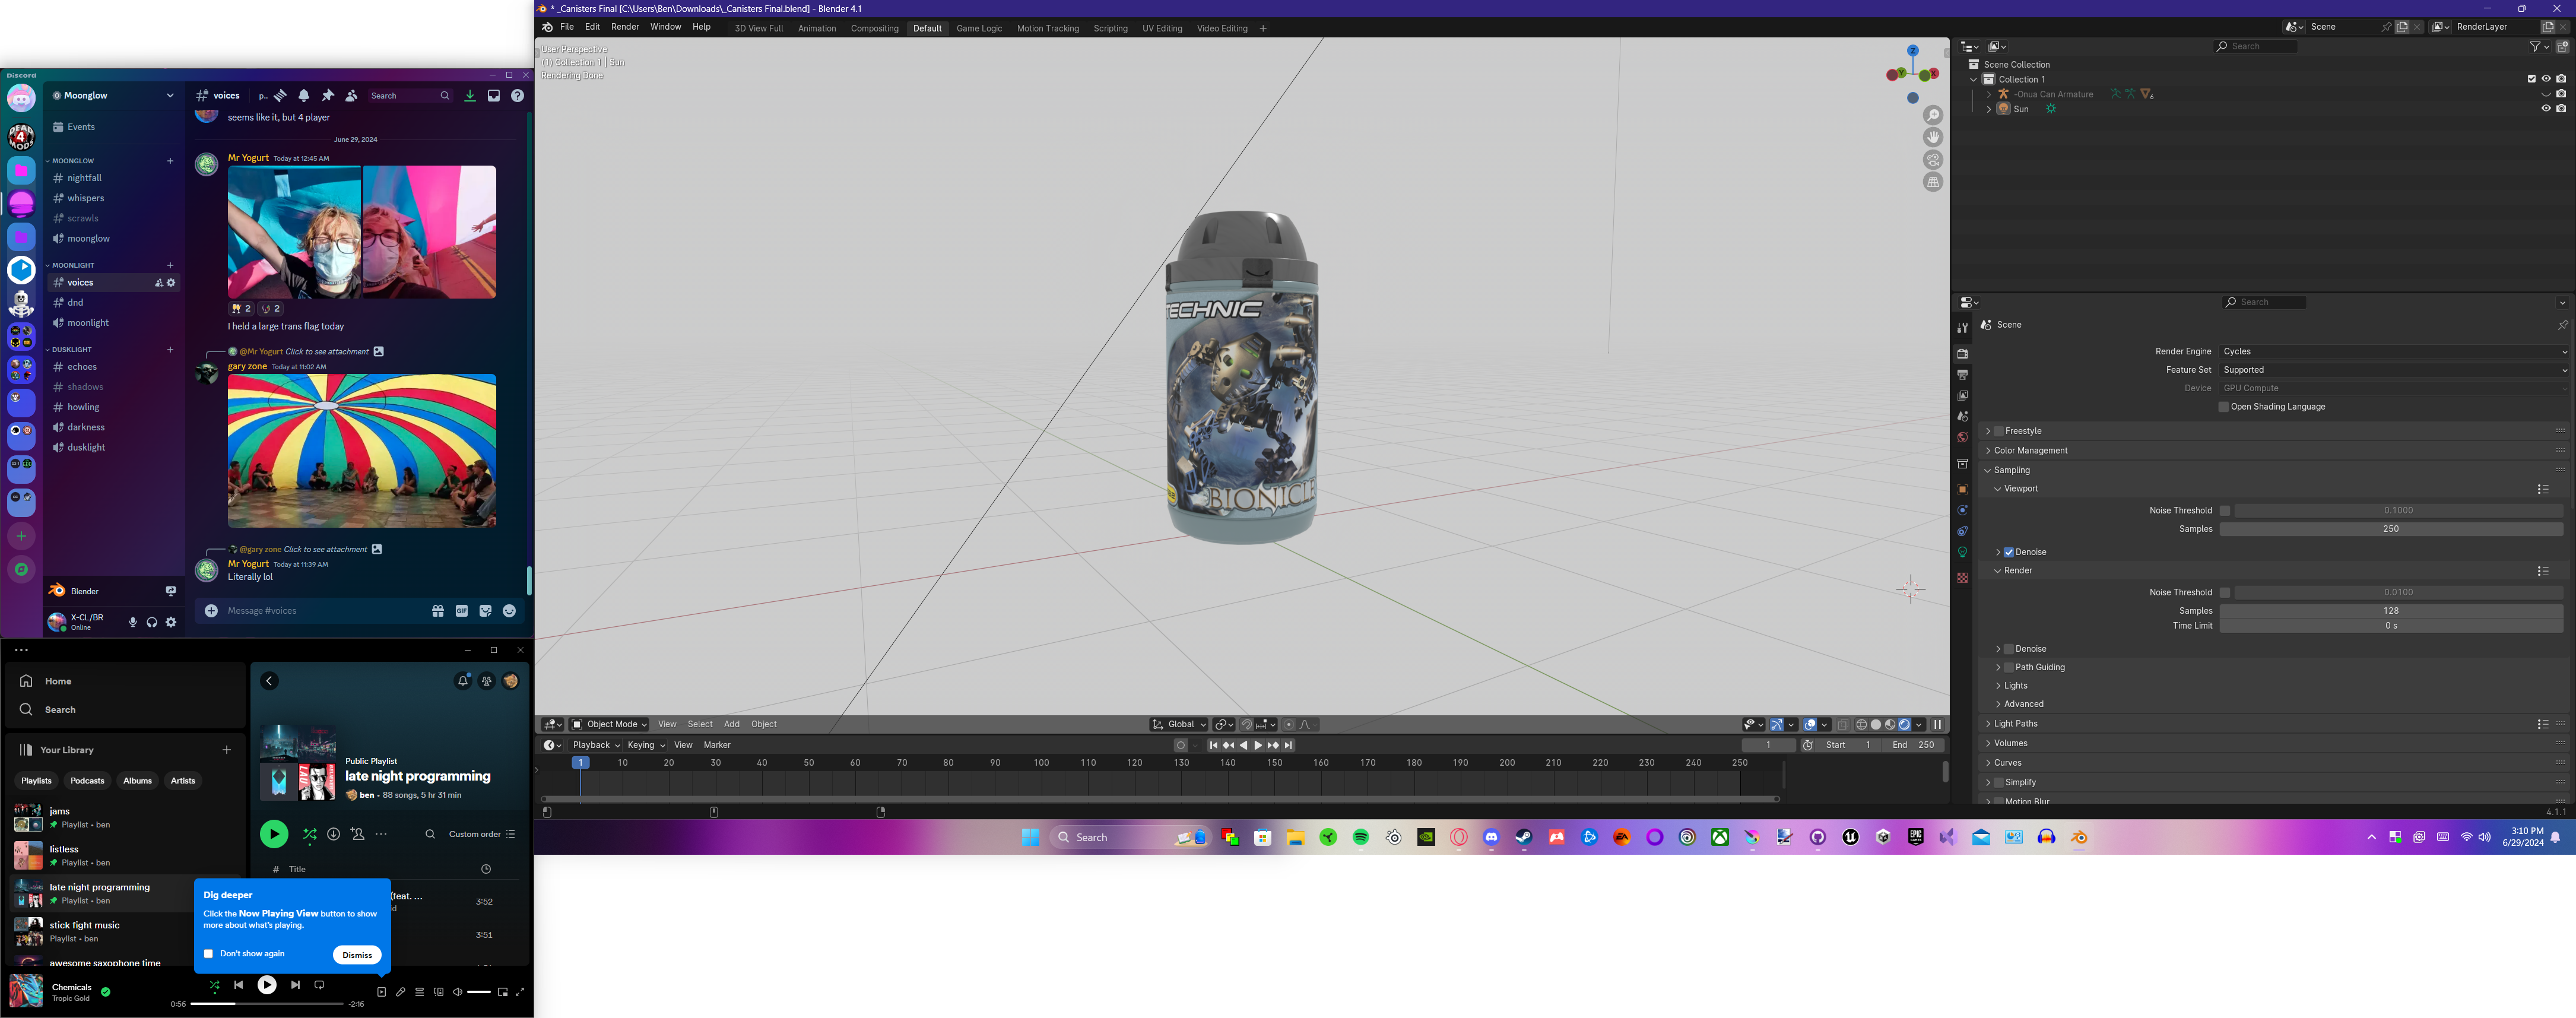 * _Canisters Final [C:\Users\Ben\Downloads\_Canisters Final.blend] - Blender 4.1
File Edit Render Window Help
3D View Full Animation Compositing Default Game Logic Motion Tracking Scripting UV Editing Video Editing +
Scene
RenderLayer
User Perspective
(1) Collection 1 | Sun
Rendering Done
Z
Y
X
TECHNIC
BIONICLE
Object Mode View Select Add Object
Global
Playback Keying View Marker
1
Start 1 End 250
1 10 20 30 40 50 60 70 80 90 100 110 120 130 140 150 160 170 180 190 200 210 220 230 240 250
Search
Scene Collection
Collection 1
-Onua Can Armature
6
Sun
Search
Scene
Render Engine Cycles
Feature Set Supported
Device GPU Compute
Open Shading Language
Freestyle
Color Management
Sampling
Viewport
Noise Threshold 0.1000
Samples 250
Denoise
Render
Noise Threshold 0.0100
Samples 128
Time Limit 0 s
Denoise
Path Guiding
Lights
Advanced
Light Paths
Volumes
Curves
Simplify
Motion Blur
4.1.1
Search
3:10 PM
6/29/2024
Discord
Moonglow
Events
MOONGLOW
nightfall
whispers
scrawls
moonglow
MOONLIGHT
voices
dnd
moonlight
DUSKLIGHT
echoes
shadows
howling
darkness
dusklight
Blender
X-CL/BR
Online
voices
p...
Search
seems like it, but 4 player
June 29, 2024
Mr Yogurt Today at 12:45 AM
2 2
I held a large trans flag today
@Mr Yogurt Click to see attachment
gary zone Today at 11:02 AM
@gary zone Click to see attachment
Mr Yogurt Today at 11:39 AM
Literally lol
Message #voices
GIF
DEAD
4
MODS
Home
Search
Your Library
Playlists Podcasts Albums Artists
jams
Playlist • ben
listless
Playlist • ben
late night programming
Playlist • ben
stick fight music
Playlist • ben
awesome saxophone time
Public Playlist
late night programming
ben • 88 songs, 5 hr 31 min
Custom order
# Title
(feat. ...
3:52
3:51
Dig deeper
Click the Now Playing View button to show
more about what's playing.
Don't show again
Dismiss
Chemicals
Tropic Gold
0:56
-2:16